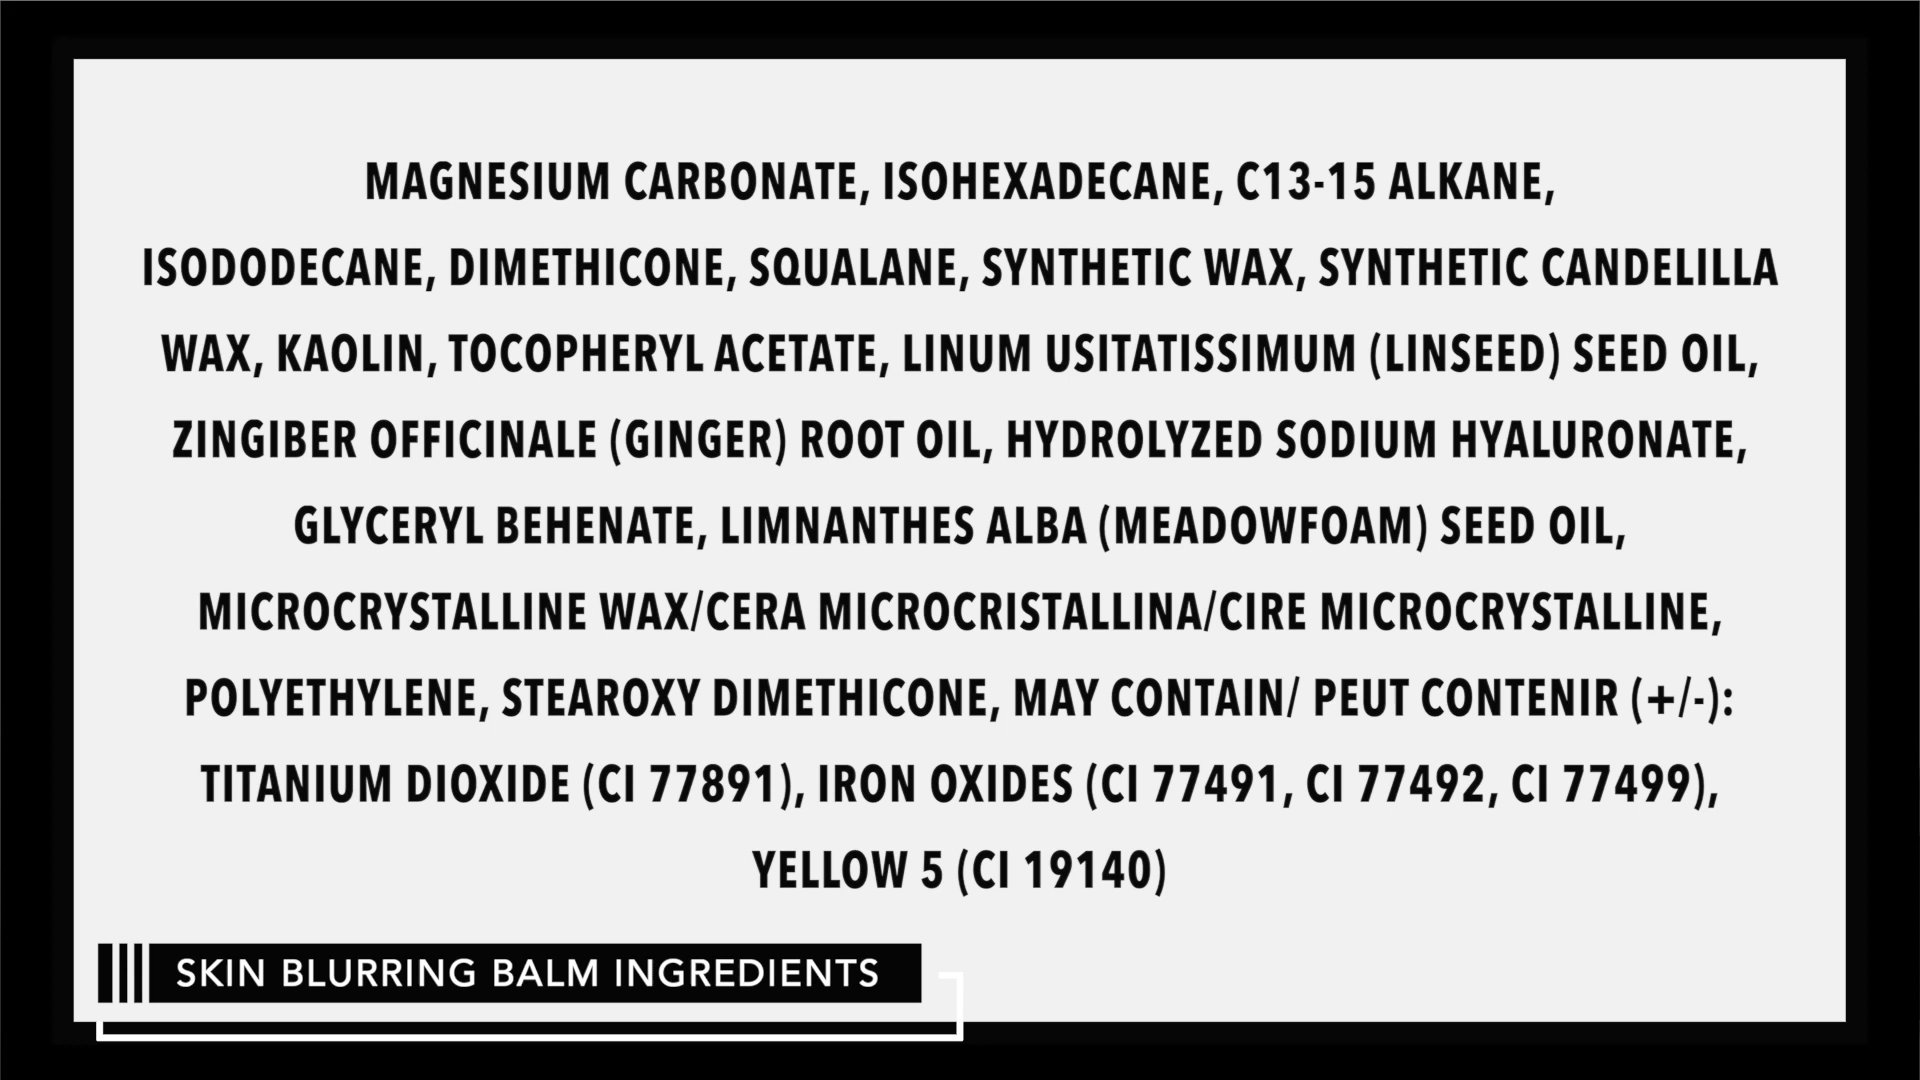 MAGNESIUM CARBONATE, ISOHEXADECANE, C13-15 ALKANE,
ISODODECANE, DIMETHICONE, SQUALANE, SYNTHETIC WAX, SYNTHETIC CANDELILLA
WAX, KAOLIN, TOCOPHERYL ACETATE, LINUM USITATISSIMUM (LINSEED) SEED OIL,
ZINGIBER OFFICINALE (GINGER) ROOT OIL, HYDROLYZED SODIUM HYALURONATE,
GLYCERYL BEHENATE, LIMNANTHES ALBA (MEADOWFOAM) SEED OIL,
MICROCRYSTALLINE WAX/CERA MICROCRISTALLINA/CIRE MICROCRYSTALLINE,
POLYETHYLENE, STEAROXY DIMETHICONE, MAY CONTAIN/ PEUT CONTENIR (+/-):
TITANIUM DIOXIDE (CI 77891), IRON OXIDES (CI 77491, CI 77492, CI 77499),
YELLOW 5 (CI 19140)
SKIN BLURRING BALM INGREDIENTS